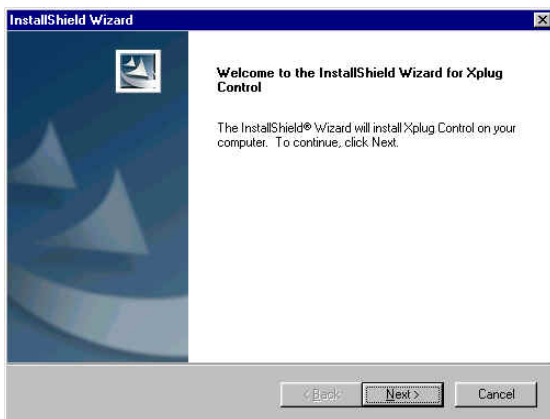 InstallShield Wizard
Welcome to the InstallShield Wizard for Xplug
Control
The InstallShield® Wizard will install Xplug Control on your
computer. To continue, click Next.
< Back
Next >
Cancel